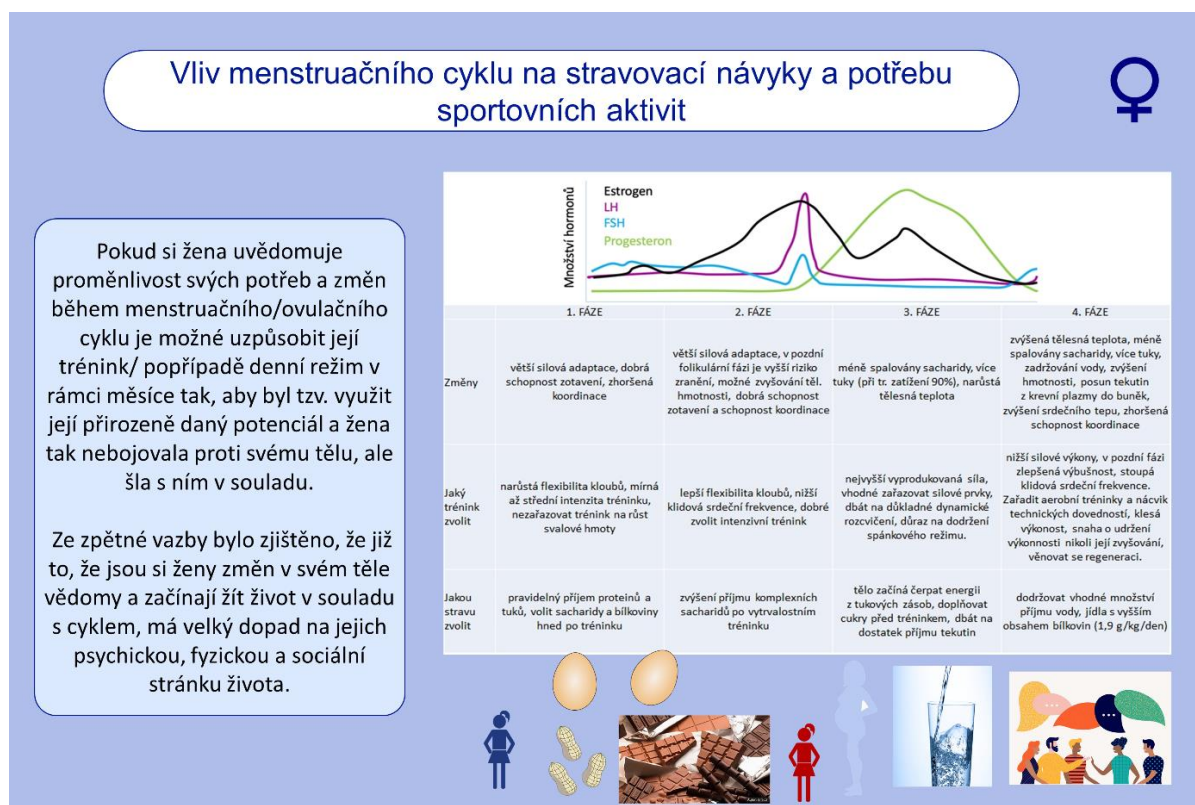 Vliv menstruačního cyklu na stravovací návyky a potřebu
sportovních aktivit
Pokud si žena uvědomuje
proměnlivost svých potřeb a změn
během menstruačního/ovulačního
cyklu je možné uzpůsobit její
trénink/ popřípadě denní režim v
rámci měsíce tak, aby byl tzv. využit
její přirozeně daný potenciál a žena
tak nebojovala proti svému tělu, ale
šla s ním v souladu.
Ze zpětné vazby bylo zjištěno, že již
to, že jsou si ženy změn v svém těle
vědomy a začínají žít život v souladu
s cyklem, má velký dopad na jejich
psychickou, fyzickou a sociální
stránku života.
Množství hormonů
Estrogen
LH
FSH
Progesteron
1. FÁZE
2. FÁZE
3. FÁZE
4. FÁZE
Změny
větší silová adaptace, dobrá
schopnost zotavení, zhoršená
koordinace
větší silová adaptace, v pozdní
folikulární fázi je vyšší riziko
zranění, možné zvyšování těl.
hmotnosti, dobrá schopnost
zotavení a schopnost koordinace
méně spalovány sacharidy, více
tuky (při tr. zatížení 90%), narůstá
tělesná teplota
zvýšená tělesná teplota, méně
spalovány sacharidy, více tuky,
zadržování vody, zvýšení
hmotnosti, posun tekutin
z krevní plazmy do buněk,
zvýšení srdečního tepu, zhoršená
schopnost koordinace
Jaký
trénink
zvolit
narůstá flexibilita kloubů, mírná
až střední intenzita tréninku,
nezařazovat trénink na růst
svalové hmoty
lepší flexibilita kloubů, nižší
klidová srdeční frekvence, dobré
zvolit intenzivní trénink
nejvyšší vyprodukovaná síla,
vhodné zařazovat silové prvky,
dbát na důkladné dynamické
rozcvičení, důraz na dodržení
spánkového režimu.
nižší silové výkony, v pozdní fázi
zlepšená výbušnost, stoupá
klidová srdeční frekvence.
Zařadit aerobní tréninky a nácvik
technických dovedností, klesá
výkonost, snaha o udržení
výkonnosti nikoli její zvyšování,
věnovat se regeneraci.
Jakou
stravu
zvolit
pravidelný příjem proteinů a
tuků, volit sacharidy a bílkoviny
hned po tréninku
zvýšení příjmu komplexních
sacharidů po vytrvalostním
tréninku
tělo začíná čerpat energii
z tukových zásob, doplňovat
cukry před tréninkem, dbát na
dostatek příjmu tekutin
dodržovat vhodné množství
příjmu vody, jídla s vyšším
obsahem bílkovin (1,9 g/kg/den)